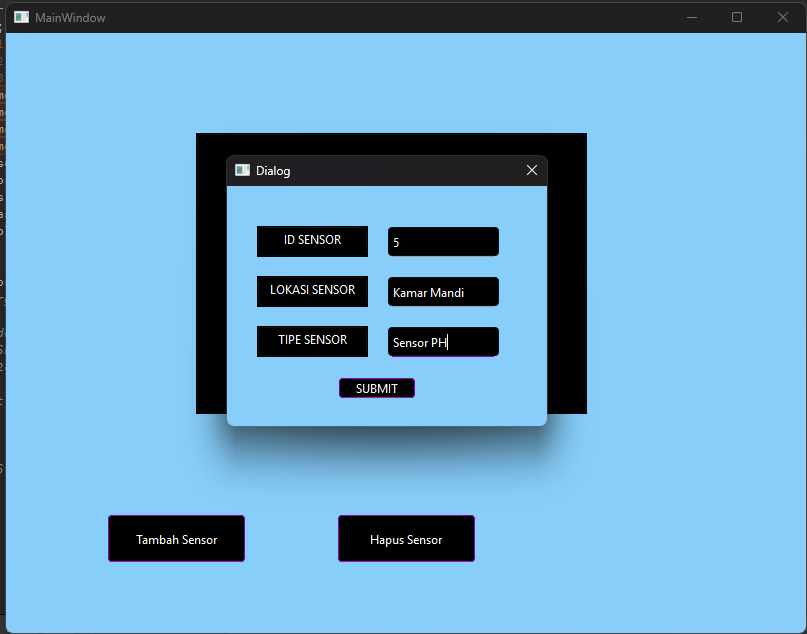 MainWindow
Dialog
ID SENSOR
5
LOKASI SENSOR
Kamar Mandi
TIPE SENSOR
Sensor PH
SUBMIT
Tambah Sensor
Hapus Sensor